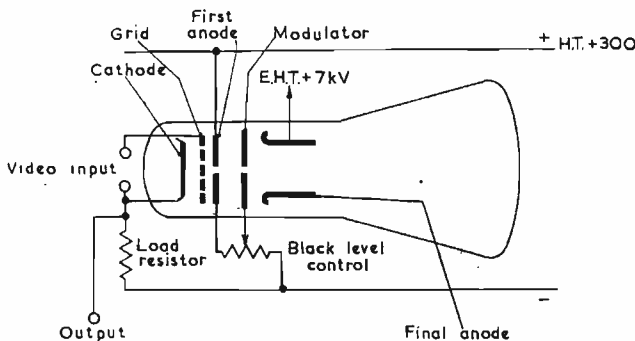 First
anode
Modulator
Grid
Cathode
+ H.T. +300
E.H.T. +7kV
Video input
Load
resistor
Black level
control
-
Output
Final anode